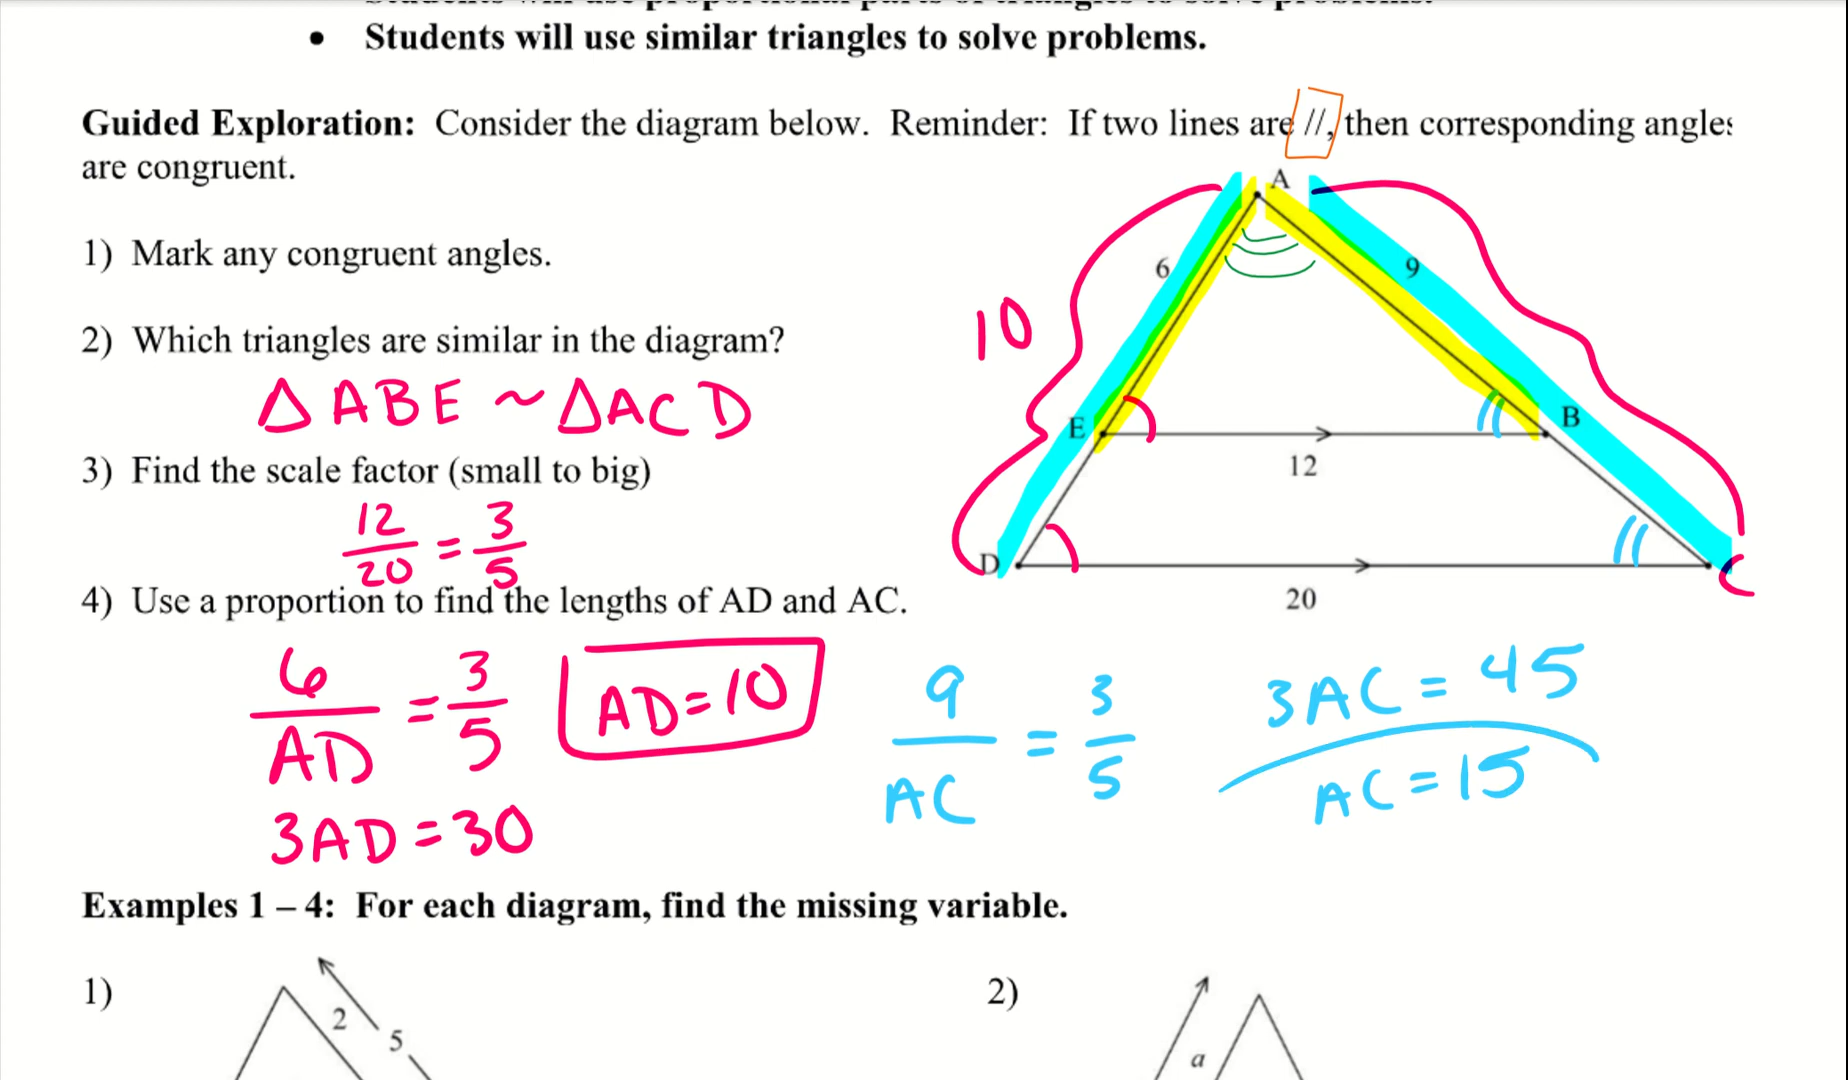 • Students will use similar triangles to solve problems.
Guided Exploration: Consider the diagram below. Reminder: If two lines are //, then corresponding angles
are congruent.
1) Mark any congruent angles.
2) Which triangles are similar in the diagram?
△ABE ~ △ACD
3) Find the scale factor (small to big)
12/20 = 3/5
4) Use a proportion to find the lengths of AD and AC.
6/AD = 3/5
AD = 10
3AD = 30
9/AC = 3/5
3AC = 45
AC = 15
A
6
9
10
E
B
12
D
C
20
Examples 1 – 4: For each diagram, find the missing variable.
1)
2
5
2)
a